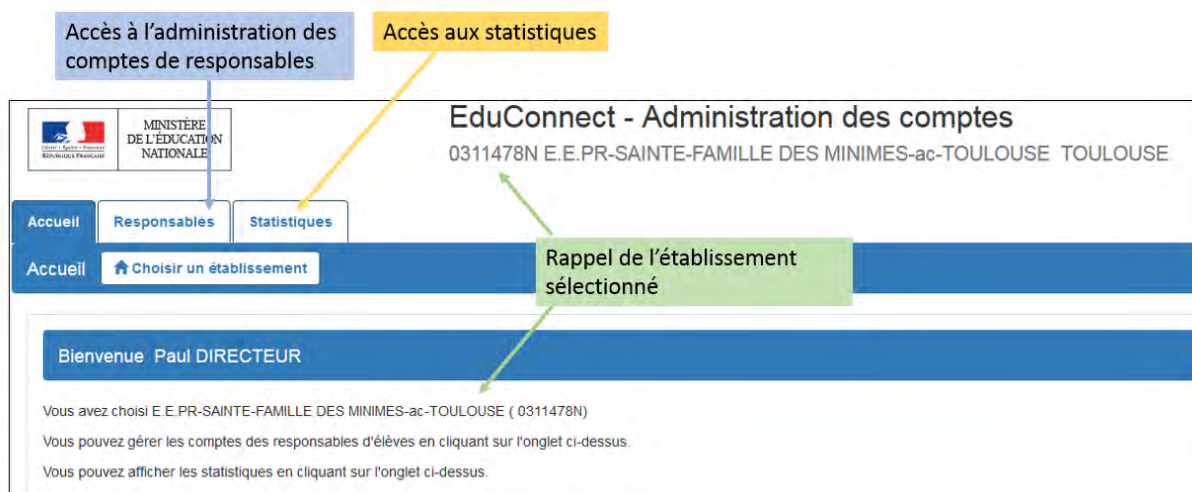 Accès à l'administration des
comptes de responsables
Accès aux statistiques
MINISTÈRE
DE L'ÉDUCATION
NATIONALE
RÉPUBLIQUE FRANÇAISE
EduConnect - Administration des comptes
0311478N E.E.PR-SAINTE-FAMILLE DES MINIMES-ac-TOULOUSE TOULOUSE
Accueil
Responsables
Statistiques
Accueil
Choisir un établissement
Rappel de l'établissement
sélectionné
Bienvenue Paul DIRECTEUR
Vous avez choisi E.E.PR-SAINTE-FAMILLE DES MINIMES-ac-TOULOUSE ( 0311478N)
Vous pouvez gérer les comptes des responsables d'élèves en cliquant sur l'onglet ci-dessus.
Vous pouvez afficher les statistiques en cliquant sur l'onglet ci-dessus.